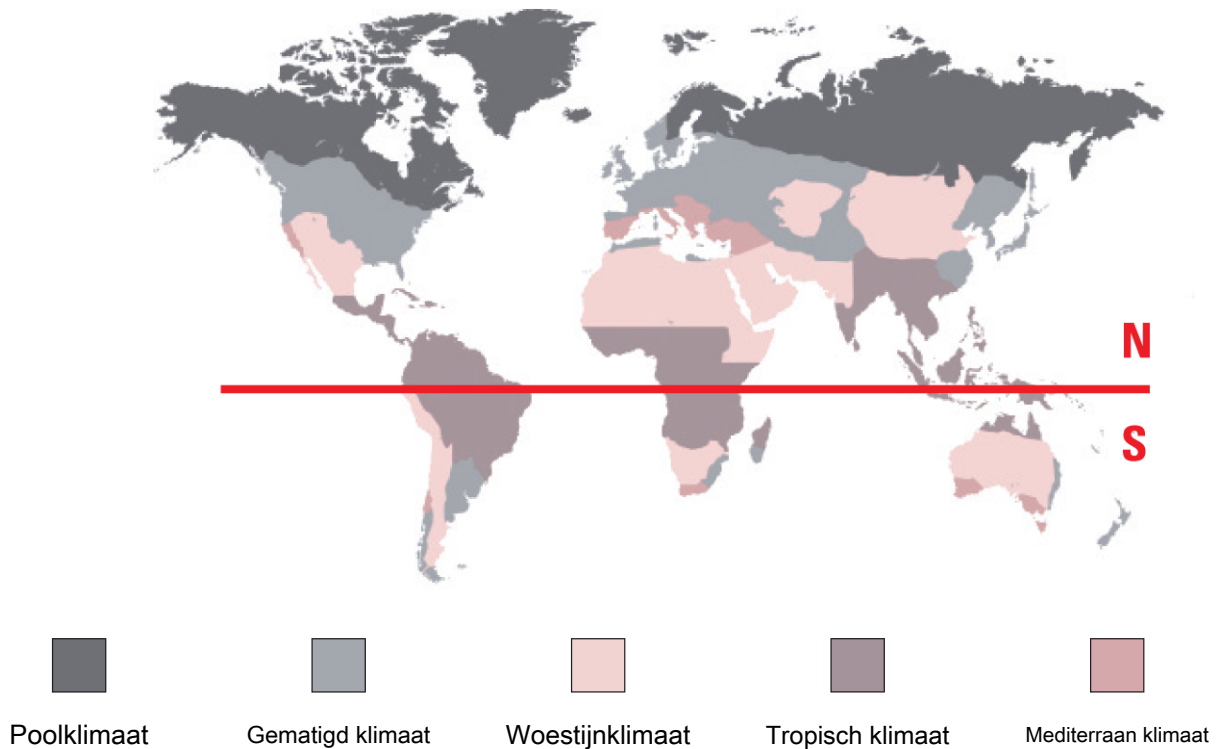 N
S
Poolklimaat
Gematigd klimaat
Woestijnklimaat
Tropisch klimaat
Mediterraan klimaat